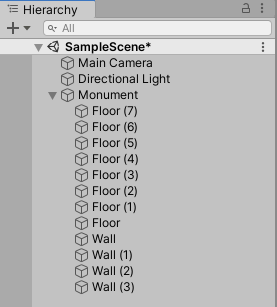 Hierarchy
All
SampleScene*
Main Camera
Directional Light
Monument
Floor (7)
Floor (6)
Floor (5)
Floor (4)
Floor (3)
Floor (2)
Floor (1)
Floor
Wall
Wall (1)
Wall (2)
Wall (3)